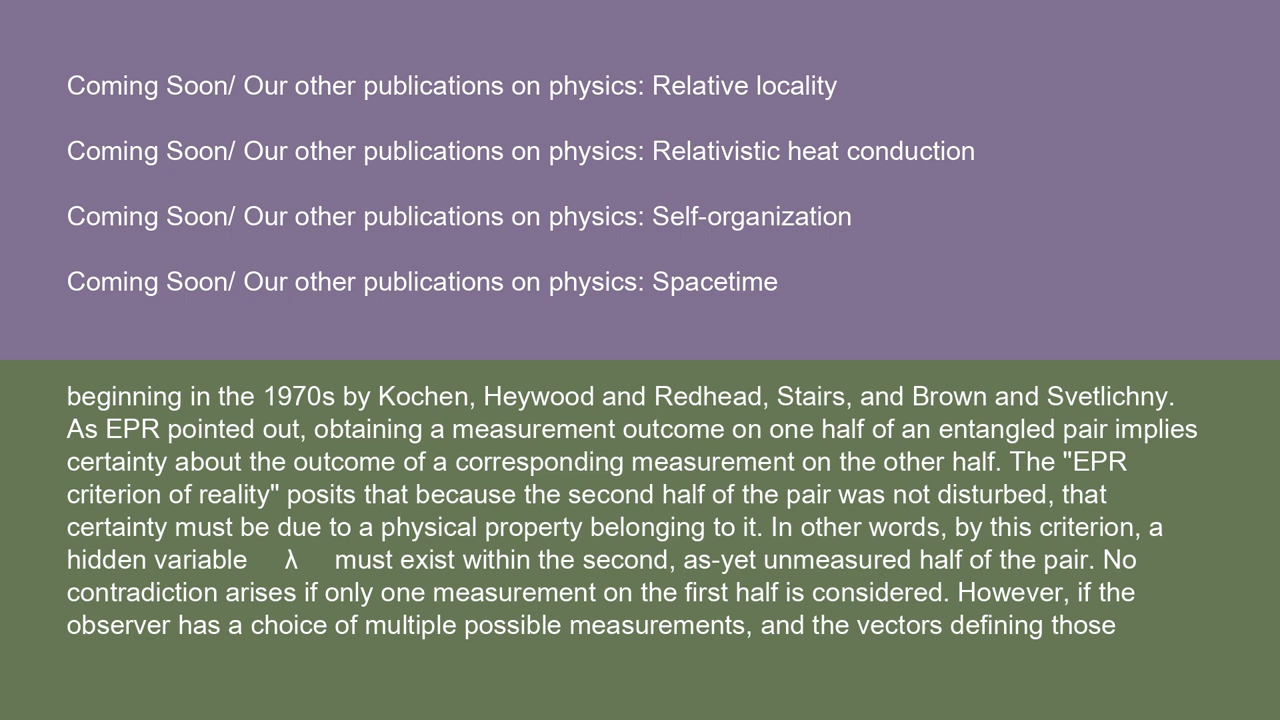 Coming Soon/ Our other publications on physics: Relative locality
Coming Soon/ Our other publications on physics: Relativistic heat conduction
Coming Soon/ Our other publications on physics: Self-organization
Coming Soon/ Our other publications on physics: Spacetime
beginning in the 1970s by Kochen, Heywood and Redhead, Stairs, and Brown and Svetlichny.
As EPR pointed out, obtaining a measurement outcome on one half of an entangled pair implies
certainty about the outcome of a corresponding measurement on the other half. The "EPR
criterion of reality" posits that because the second half of the pair was not disturbed, that
certainty must be due to a physical property belonging to it. In other words, by this criterion, a
hidden variable λ must exist within the second, as-yet unmeasured half of the pair. No
contradiction arises if only one measurement on the first half is considered. However, if the
observer has a choice of multiple possible measurements, and the vectors defining those